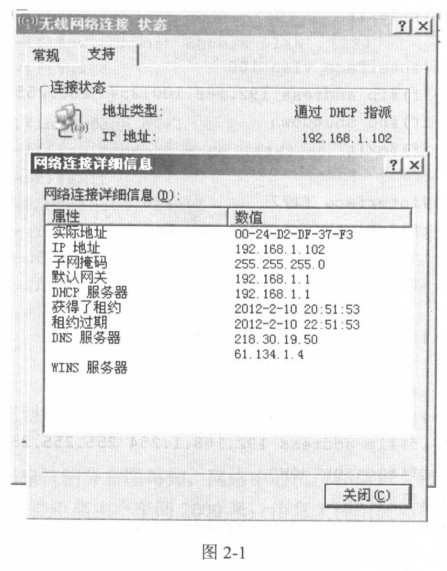 无线网络连接 状态
常规 支持
连接状态
地址类型: 通过 DHCP 指派
IP 地址: 192.168.1.102
网络连接详细信息
网络连接详细信息(D):
属性 数值
实际地址 00-24-D2-DF-37-F3
IP 地址 192.168.1.102
子网掩码 255.255.255.0
默认网关 192.168.1.1
DHCP 服务器 192.168.1.1
获得了租约 2012-2-10 20:51:53
租约过期 2012-2-10 22:51:53
DNS 服务器 218.30.19.50
61.134.1.4
WINS 服务器
关闭(C)
图 2-1